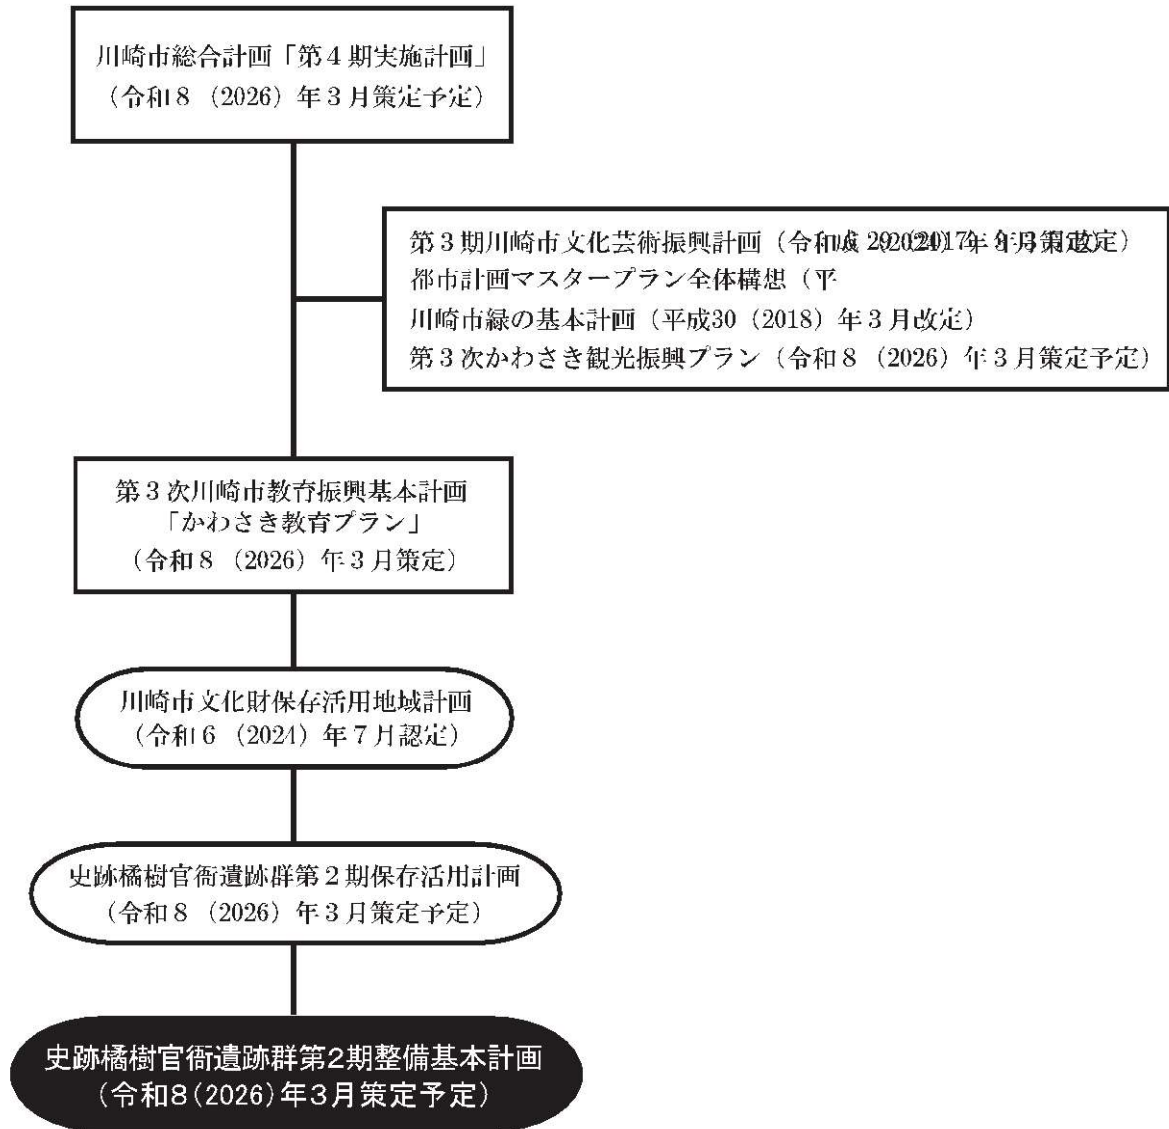 川崎市総合計画「第4期実施計画」
(令和8（2026）年3月策定予定)
第3期川崎市文化芸術振興計画（令和
都市計画マスタープラン全体構想（平
川崎市緑の基本計画（平成30（2018）年3月改定）
第3次かわさき観光振興プラン（令和8（2026）年3月策定予定）
第3次川崎市教育振興基本計画
「かわさき教育プラン」
（令和8（2026）年3月策定）
川崎市文化財保存活用地域計画
（令和6（2024）年7月認定）
史跡橘樹官衙遺跡群第2期保存活用計画
（令和8（2026）年3月策定予定）
史跡橘樹官衙遺跡群第2期整備基本計画
（令和8(2026)年3月策定予定）